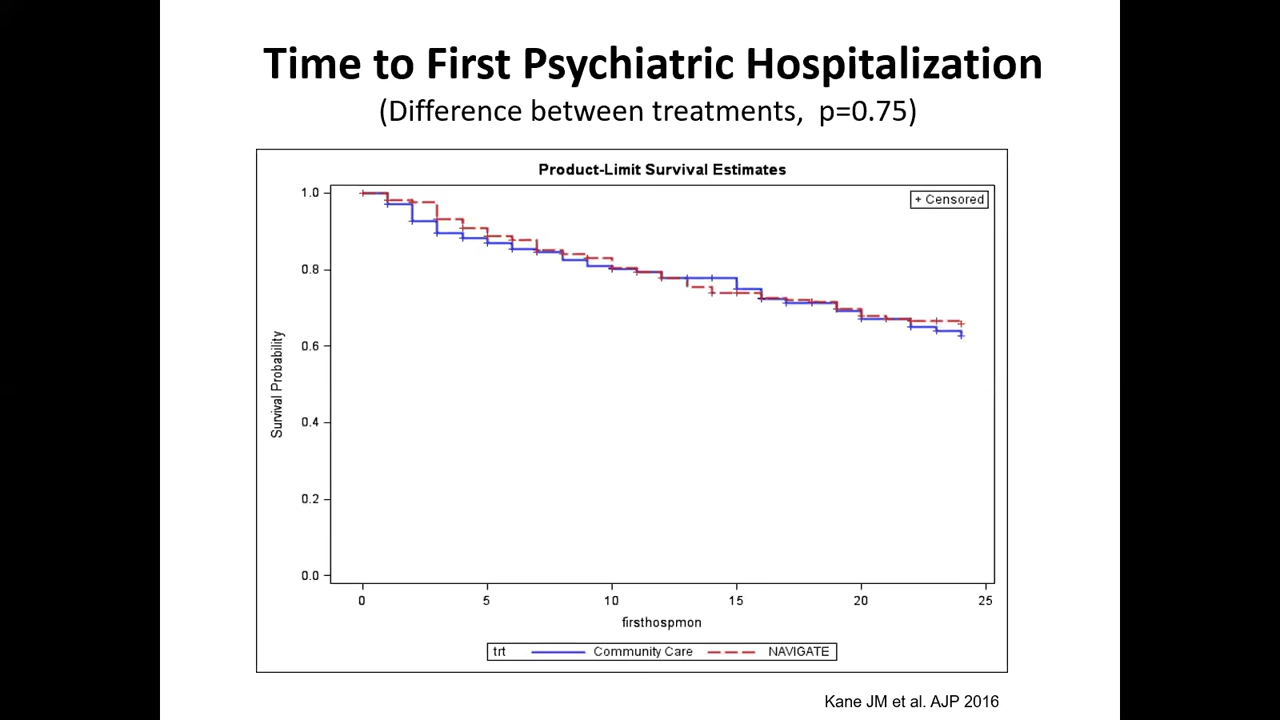 Time to First Psychiatric Hospitalization
(Difference between treatments, p=0.75)
Product-Limit Survival Estimates
+ Censored
1.0
0.8
0.6
0.4
0.2
0.0
Survival Probability
0 5 10 15 20 25
firsthospmon
trt Community Care NAVIGATE
Kane JM et al. AJP 2016